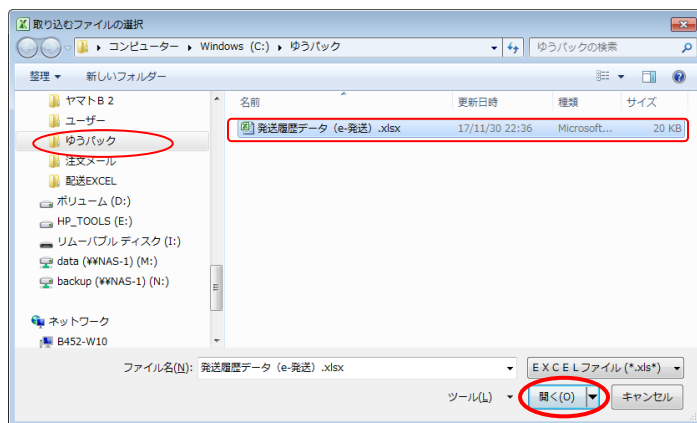 取り込むファイルの選択
コンピューター ▸ Windows (C:) ▸ ゆうパック
ゆうパックの検索
整理 ▼ 新しいフォルダー
名前 更新日時 種類 サイズ
ヤマトB 2
ユーザー
ゆうパック
注文メール
配送EXCEL
ボリューム (D:)
HP_TOOLS (E:)
リムーバブル ディスク (I:)
data (¥¥NAS-1) (M:)
backup (¥¥NAS-1) (N:)
ネットワーク
B452-W10
発送履歴データ（e-発送）.xlsx 17/11/30 22:36 Microsoft... 20 KB
ファイル名(N): 発送履歴データ（e-発送）.xlsx
ＥＸＣＥＬファイル (*.xls*)
ツール(L) 開く(O) キャンセル